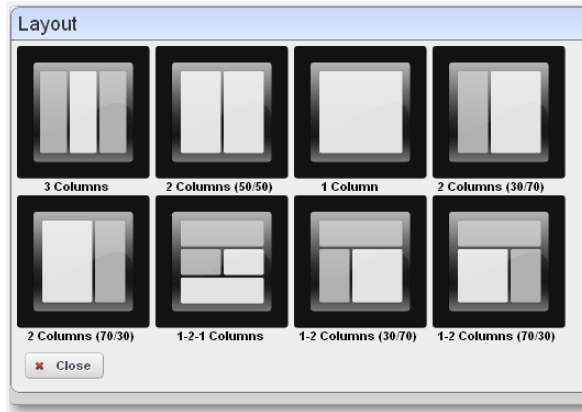 Layout
3 Columns
2 Columns (50/50)
1 Column
2 Columns (30/70)
2 Columns (70/30)
1-2-1 Columns
1-2 Columns (30/70)
1-2 Columns (70/30)
Close